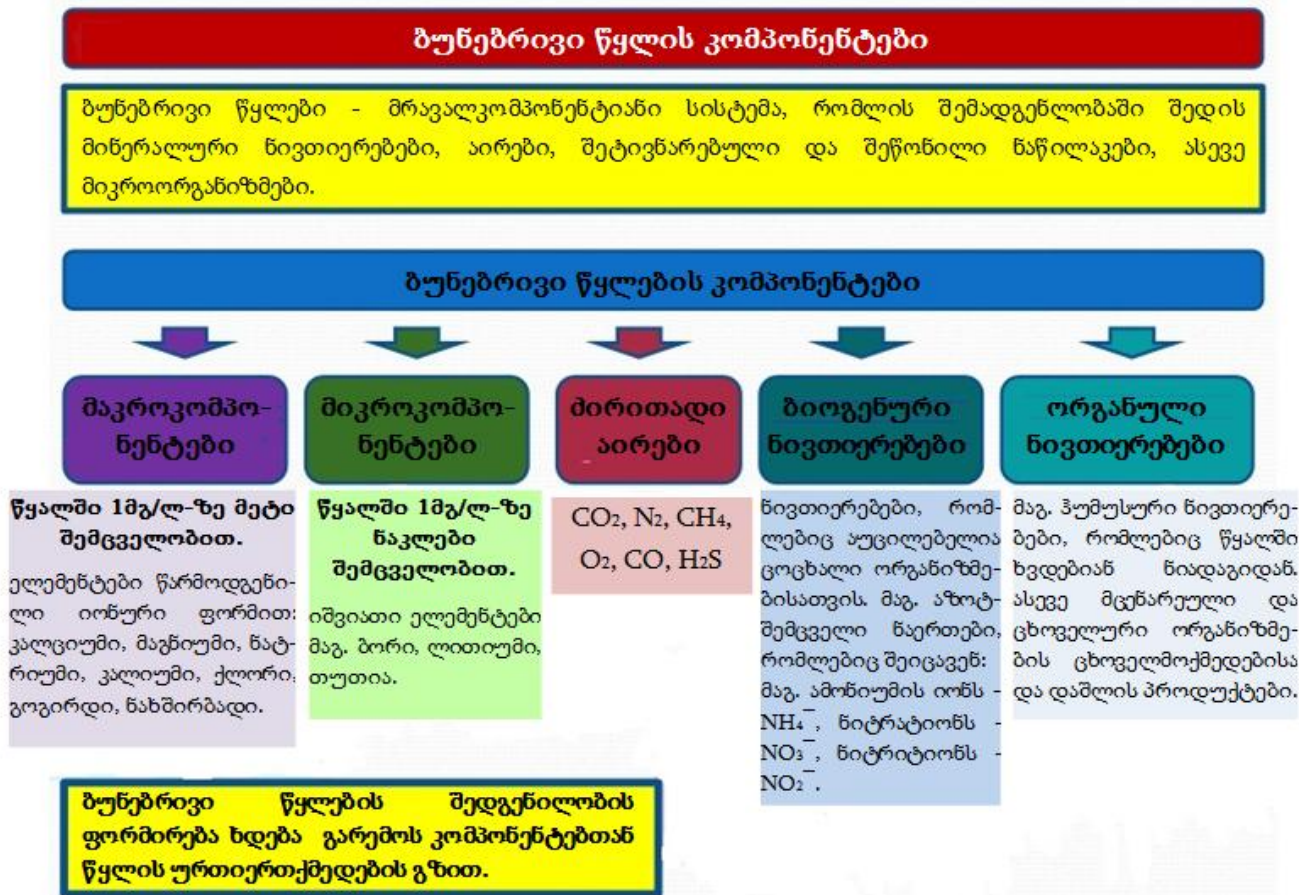 ბუნებრივი წყლის კომპონენტები
ბუნებრივი წყლები - მრავალკომპონენტიანი სისტემა, რომლის შემადგენლობაში შედის
მინერალური ნივთიერებები, აირები, შეტივნარებული და შეწონილი ნაწილაკები, ასევე
მიკროორგანიზმები.
ბუნებრივი წყლების კომპონენტები
მაკროკომპო-
ნენტები
წყალში 1მგ/ლ-ზე მეტი
შემცველობით.
ელემენტები წარმოდგენი-
ლი იონური ფორმით:
კალციუმი, მაგნიუმი, ნატ-
რიუმი, კალიუმი, ქლორი,
გოგირდი, ნახშირბადი.
მიკროკომპო-
ნენტები
წყალში 1მგ/ლ-ზე
ნაკლები
შემცველობით.
იშვიათი ელემენტები
მაგ. ბორი, ლითიუმი,
თუთია.
ძირითადი
აირები
CO₂, N₂, CH₄,
O₂, CO, H₂S
ბიოგენური
ნივთიერებები
ნივთიერებები, რომ-
ლებიც აუცილებელია
ცოცხალი ორგანიზმე-
ბისათვის. მაგ. აზოტ-
შემცველი ნაერთები,
რომლებიც შეიცავენ:
მაგ. ამონიუმის იონს -
NH₄⁻, ნიტრატიონს -
NO₃⁻, ნიტრიტიონს -
NO₂⁻.
ორგანული
ნივთიერებები
მაგ. ჰუმუსური ნივთიერე-
ბები, რომლებიც წყალში
ხვდებიან ნიადაგიდან.
ასევე მცენარეული და
ცხოველური ორგანიზმე-
ბის ცხოველმოქმედებისა
და დაშლის პროდუქტები.
ბუნებრივი წყლების შედგენილობის
ფორმირება ხდება გარემოს კომპონენტებთან
წყლის ურთიერთქმედების გზით.